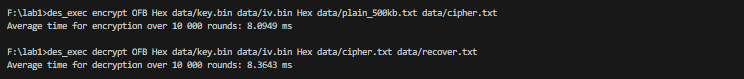 F:\lab1>des_exec encrypt OFB Hex data/key.bin data/iv.bin Hex data/plain_500kb.txt data/cipher.txt
Average time for encryption over 10 000 rounds: 8.0949 ms
F:\lab1>des_exec decrypt OFB Hex data/key.bin data/iv.bin Hex data/cipher.txt data/recover.txt
Average time for decryption over 10 000 rounds: 8.3643 ms